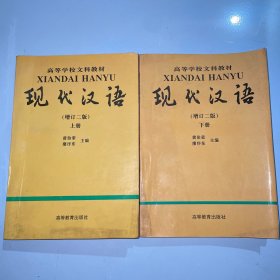 高等学校文科教材
XIANDAI HANYU
现代汉语
(增订二版)
上册
黄伯荣
廖序东
主编
高等教育出版社
高等学校文科教材
XIANDAI HANYU
现代汉语
(增订二版)
下册
黄伯荣
廖序东
主编
高等教育出版社